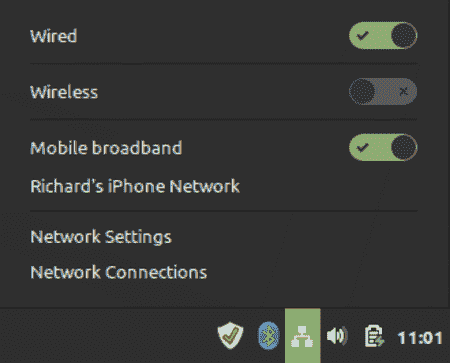 Wired
Wireless
Mobile broadband
Richard's iPhone Network
Network Settings
Network Connections
11:01